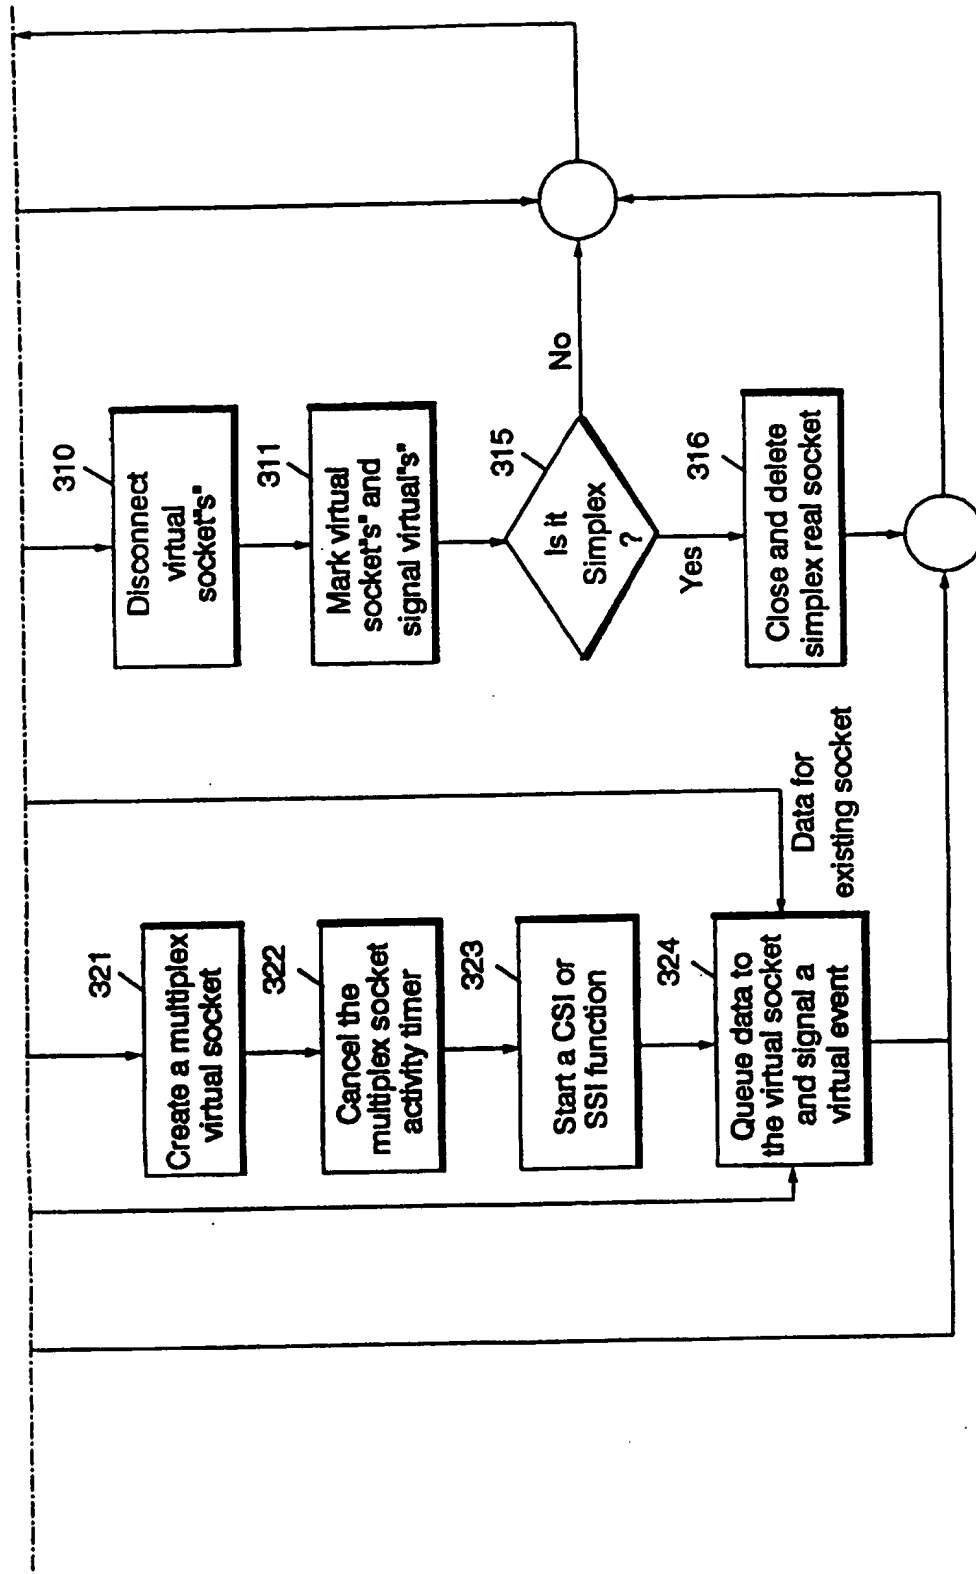 321
Create a multiplex
virtual socket
322
Cancel the
multiplex socket
activity timer
323
Start a CSI or
SSI function
324
Queue data to
the virtual socket
and signal a
virtual event
Data for
existing socket
310
Disconnect
virtual
socket"s"
311
Mark virtual
socket"s" and
signal virtual"s"
315
Is it
Simplex
?
No
Yes
316
Close and delete
simplex real socket